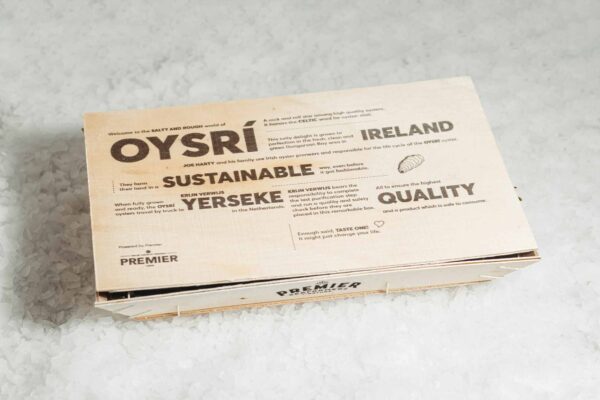 Welcome to the SALTY AND ROUGH world of
OYSRÍ
A rock and roll star among high quality oysters.
It honors the CELTIC word for oyster, oisrí.
This salty delight is grown to
perfection in the fresh, clean and
green Dungarvan Bay area in
IRELAND
JOE HARTY and his family are Irish oyster pioneers and responsible for the life cycle of the OYSRÍ oyster.
They farm
their land in a
SUSTAINABLE
way, even before
it got fashionable.
When fully grown
and ready, the OYSRÍ
oysters travel by truck to
KRIJN VERWIJS
YERSEKE
in the Netherlands.
KRIJN VERWIJS bears the
responsibility to complete
the last purification step
and run a quality and safety
check before they are
placed in this remarkable box.
All to ensure the highest
QUALITY
and a product which is safe to consume.
Enough said, TASTE ONE!
It might just change your life.
Powered by Premier
PREMIER
PREMIER